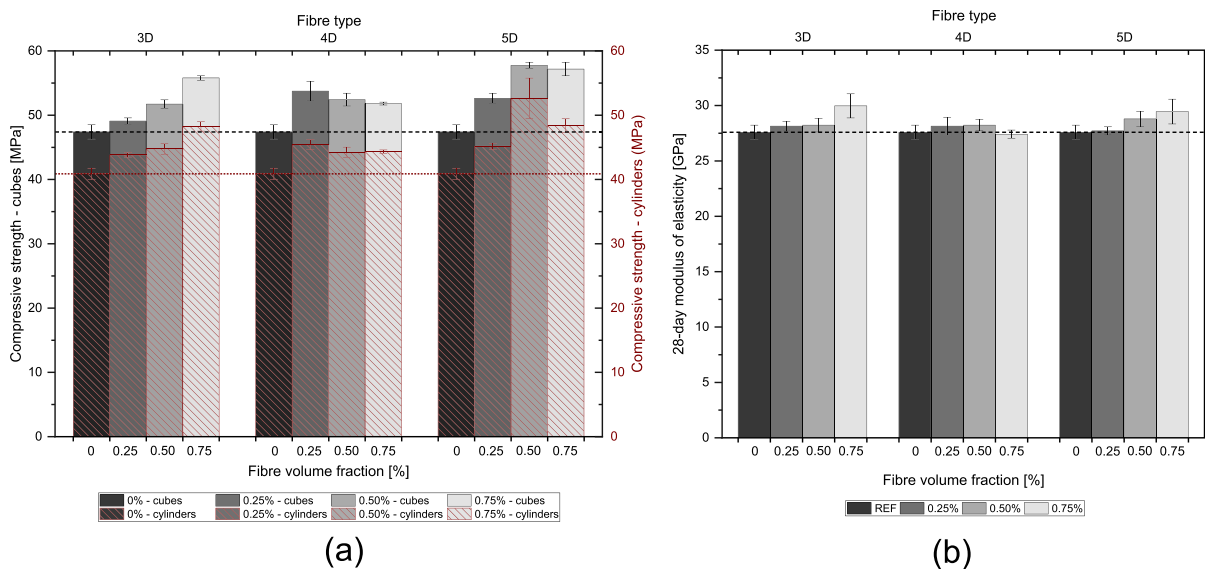 Fibre type
3D 4D 5D
60 60
50 50
40 40
30 30
20 20
10 10
0 0
Compressive strength - cubes [MPa]
Compressive strength - cylinders (MPa)
0 0.25 0.50 0.75 0 0.25 0.50 0.75 0 0.25 0.50 0.75
Fibre volume fraction [%]
0% - cubes 0.25% - cubes 0.50% - cubes 0.75% - cubes
0% - cylinders 0.25% - cylinders 0.50% - cylinders 0.75% - cylinders
(a)
Fibre type
3D 4D 5D
35
30
25
20
15
10
5
0
28-day modulus of elasticity [GPa]
0 0.25 0.50 0.75 0 0.25 0.50 0.75 0 0.25 0.50 0.75
Fibre volume fraction [%]
REF 0.25% 0.50% 0.75%
(b)